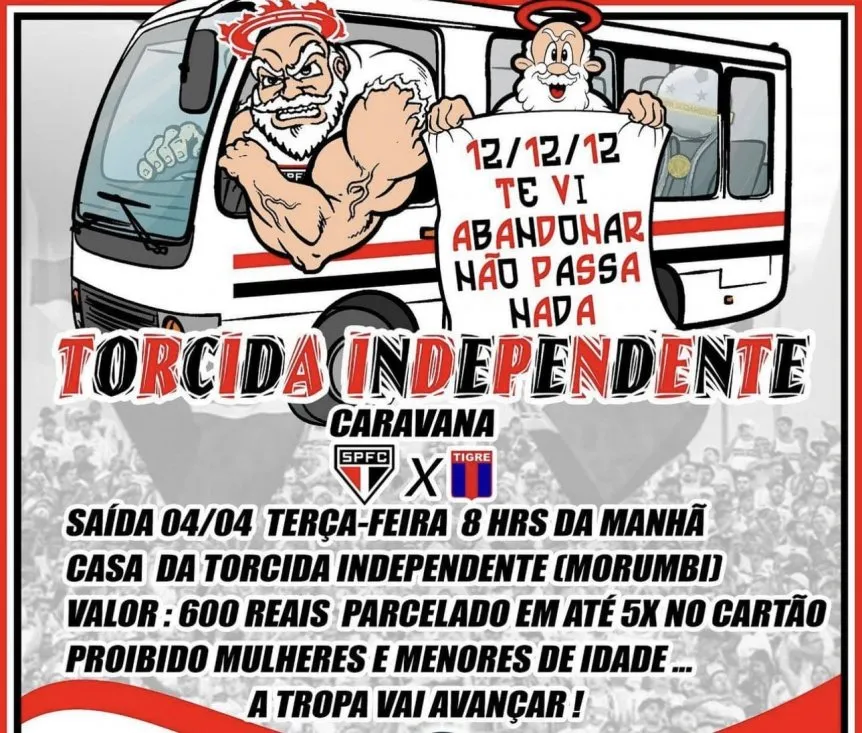 SPF
12/12/12
TE VI
ABANDONAR
NÃO PASSA
NADA
TORCIDA INDEPENDENTE
CARAVANA
SPFC X TIGRE
SAÍDA 04/04 TERÇA-FEIRA 8 HRS DA MANHÃ
CASA DA TORCIDA INDEPENDENTE (MORUMBI)
VALOR : 600 REAIS PARCELADO EM ATÉ 5X NO CARTÃO
PROIBIDO MULHERES E MENORES DE IDADE ...
A TROPA VAI AVANÇAR !